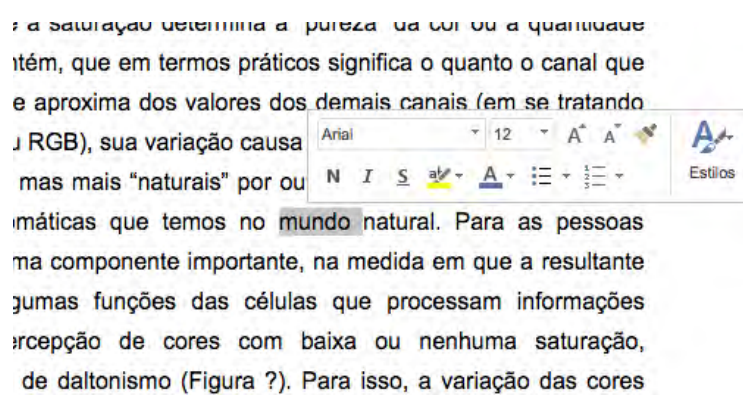 a saturação determina a "pureza" da cor ou a quantidade
ntém, que em termos práticos significa o quanto o canal que
e aproxima dos valores dos demais canais (em se tratando
u RGB), sua variação causa
Arial 12 A A
mas mais “naturais” por ou
N I S ab A Estilos
omáticas que temos no mundo natural. Para as pessoas
ma componente importante, na medida em que a resultante
gumas funções das células que processam informações
ercepção de cores com baixa ou nenhuma saturação,
de daltonismo (Figura ?). Para isso, a variação das cores